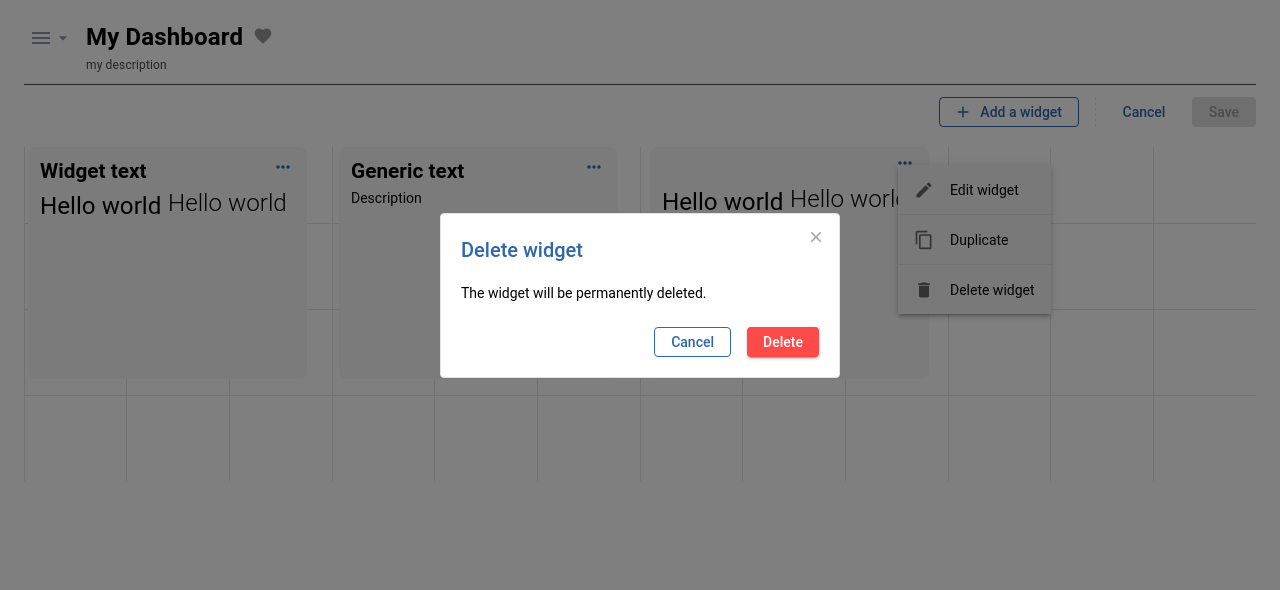 My Dashboard
my description
Add a widget Cancel Save
Widget text
Hello world Hello world
Generic text
Description
Hello world Hello world
Edit widget
Duplicate
Delete widget
Delete widget
The widget will be permanently deleted.
Cancel Delete